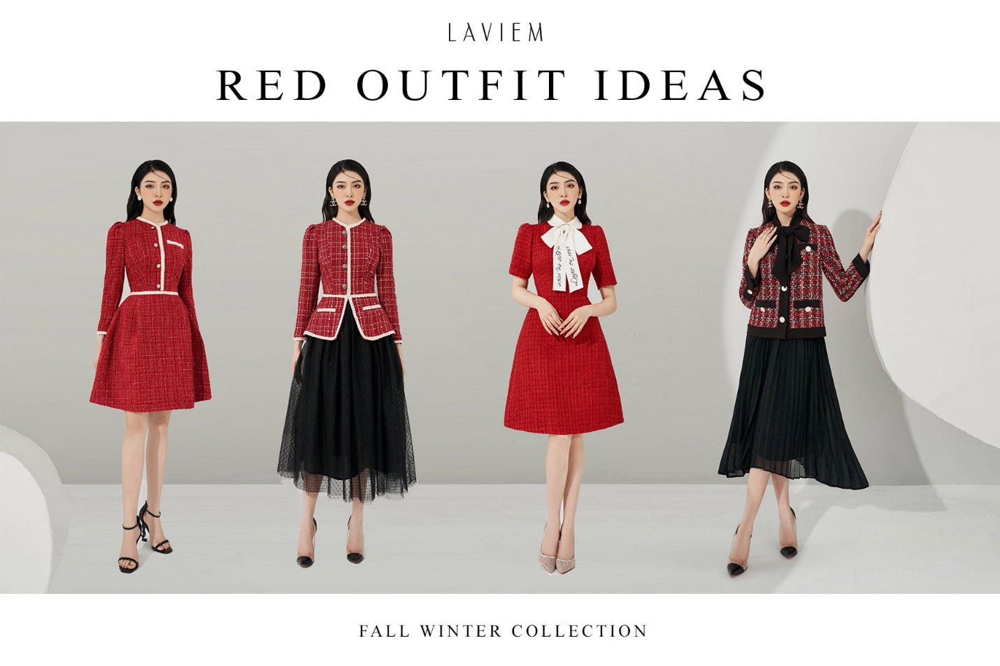 LAVIEM
RED OUTFIT IDEAS
FALL WINTER COLLECTION